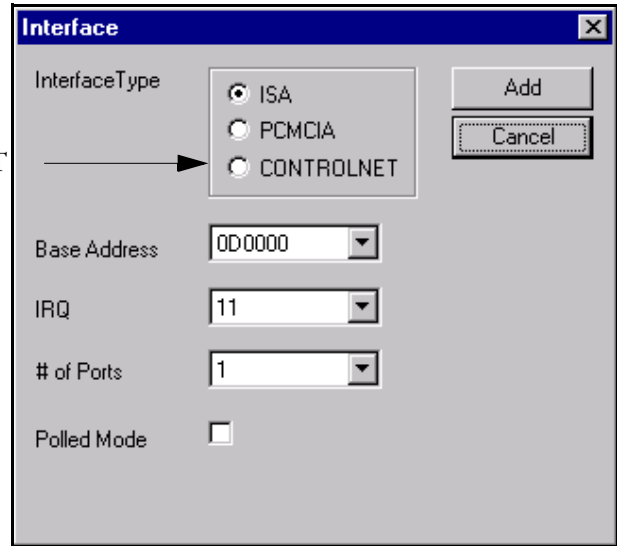 Interface
InterfaceType
ISA
PCMCIA
CONTROLNET
Add
Cancel
Base Address
0D0000
IRQ
11
# of Ports
1
Polled Mode